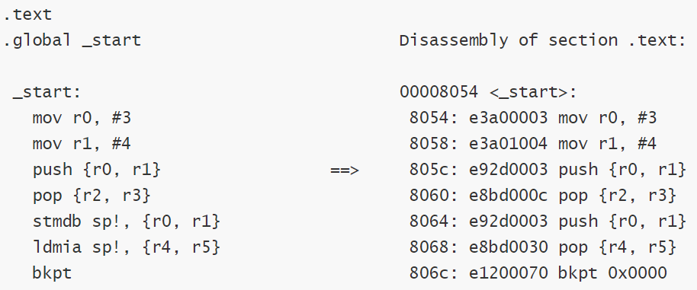 .text
.global _start Disassembly of section .text:
_start: 00008054 <_start>:
mov r0, #3 8054: e3a00003 mov r0, #3
mov r1, #4 8058: e3a01004 mov r1, #4
push {r0, r1} ==> 805c: e92d0003 push {r0, r1}
pop {r2, r3} 8060: e8bd000c pop {r2, r3}
stmdb sp!, {r0, r1} 8064: e92d0003 push {r0, r1}
ldmia sp!, {r4, r5} 8068: e8bd0030 pop {r4, r5}
bkpt 806c: e1200070 bkpt 0x0000